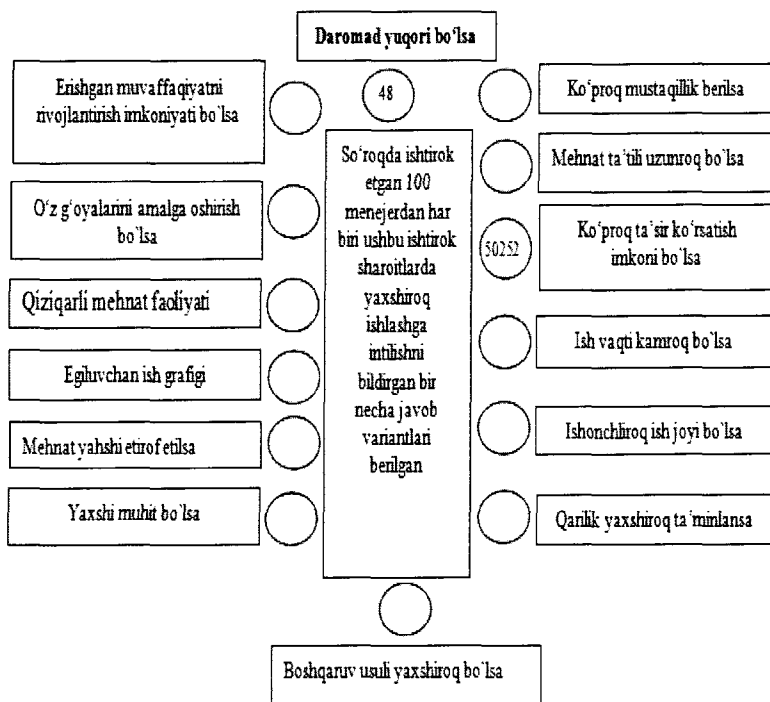 Daromad yuqori bo‘lsa
48
Erishgan muvaffaqiyatni
rivojlantirish imkoniyati bo`lsa
O‘z g‘oyalarini amalga oshirish
bo`lsa
Qiziqarli mehnat faoliyati
Egiluvchan ish grafigi
Mehnat yahshi etirof etilsa
Yaxshi muhit bo`lsa
So‘roqda ishtirok
etgan 100
menejerdan har
biri ushbu ishtirok
sharoitlarda
yaxshiroq
ishlashga
intilishni
bildirgan bir
necha javob
variantlari
berilgan
Ko‘proq mustaqillik berilsa
Mehnat ta‘tili uzunroq bo`lsa
50252
Ko‘proq ta‘sir ko‘rsatish
imkoni bo`lsa
Ish vaqti kamroq bo`lsa
Ishonchliroq ish joyi bo`lsa
Qarilik yaxshiroq ta‘minlansa
Boshqaruv usuli yaxshiroq bo`lsa